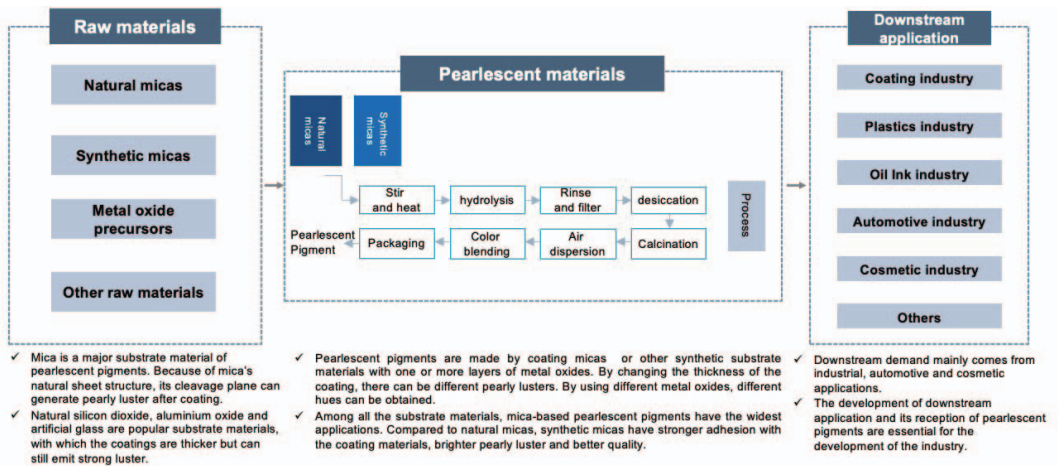 Raw materials
Natural micas
Synthetic micas
Metal oxide
precursors
Other raw materials
Pearlescent materials
Natural
micas
Synthetic
micas
Stir
and heat
hydrolysis
Rinse
and filter
desiccation
Calcination
Air
dispersion
Color
blending
Packaging
Pearlescent
Pigment
Process
Downstream
application
Coating industry
Plastics industry
Oil Ink industry
Automotive industry
Cosmetic industry
Others
✓ Mica is a major substrate material of
pearlescent pigments. Because of mica's
natural sheet structure, its cleavage plane can
generate pearly luster after coating.
✓ Natural silicon dioxide, aluminium oxide and
artificial glass are popular substrate materials,
with which the coatings are thicker but can
still emit strong luster.
✓ Pearlescent pigments are made by coating micas or other synthetic substrate
materials with one or more layers of metal oxides. By changing the thickness of the
coating, there can be different pearly lusters. By using different metal oxides, different
hues can be obtained.
✓ Among all the substrate materials, mica-based pearlescent pigments have the widest
applications. Compared to natural micas, synthetic micas have stronger adhesion with
the coating materials, brighter pearly luster and better quality.
✓ Downstream demand mainly comes from
industrial, automotive and cosmetic
applications.
✓ The development of downstream
application and its reception of pearlescent
pigments are essential for the
development of the industry.